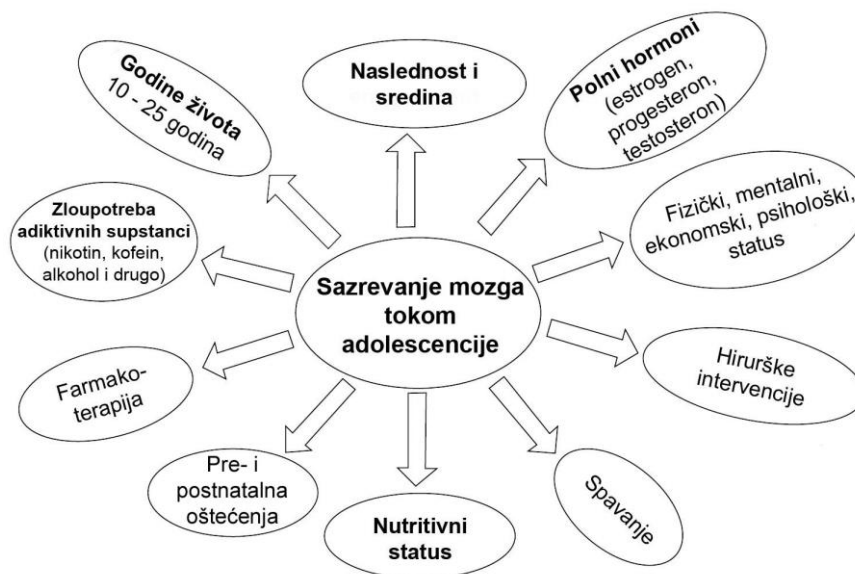 Godine života
10 - 25 godina
Naslednost i
sredina
Polni hormoni
(estrogen,
progesteron,
testosteron)
Zloupotreba
adiktivnih supstanci
(nikotin, kofein,
alkohol i drugo)
Fizički, mentalni,
ekonomski, psihološki,
status
Sazrevanje mozga
tokom
adolescencije
Farmako-
terapija
Hirurške
intervencije
Pre- i
postnatalna
oštećenja
Nutritivni
status
Spavanje